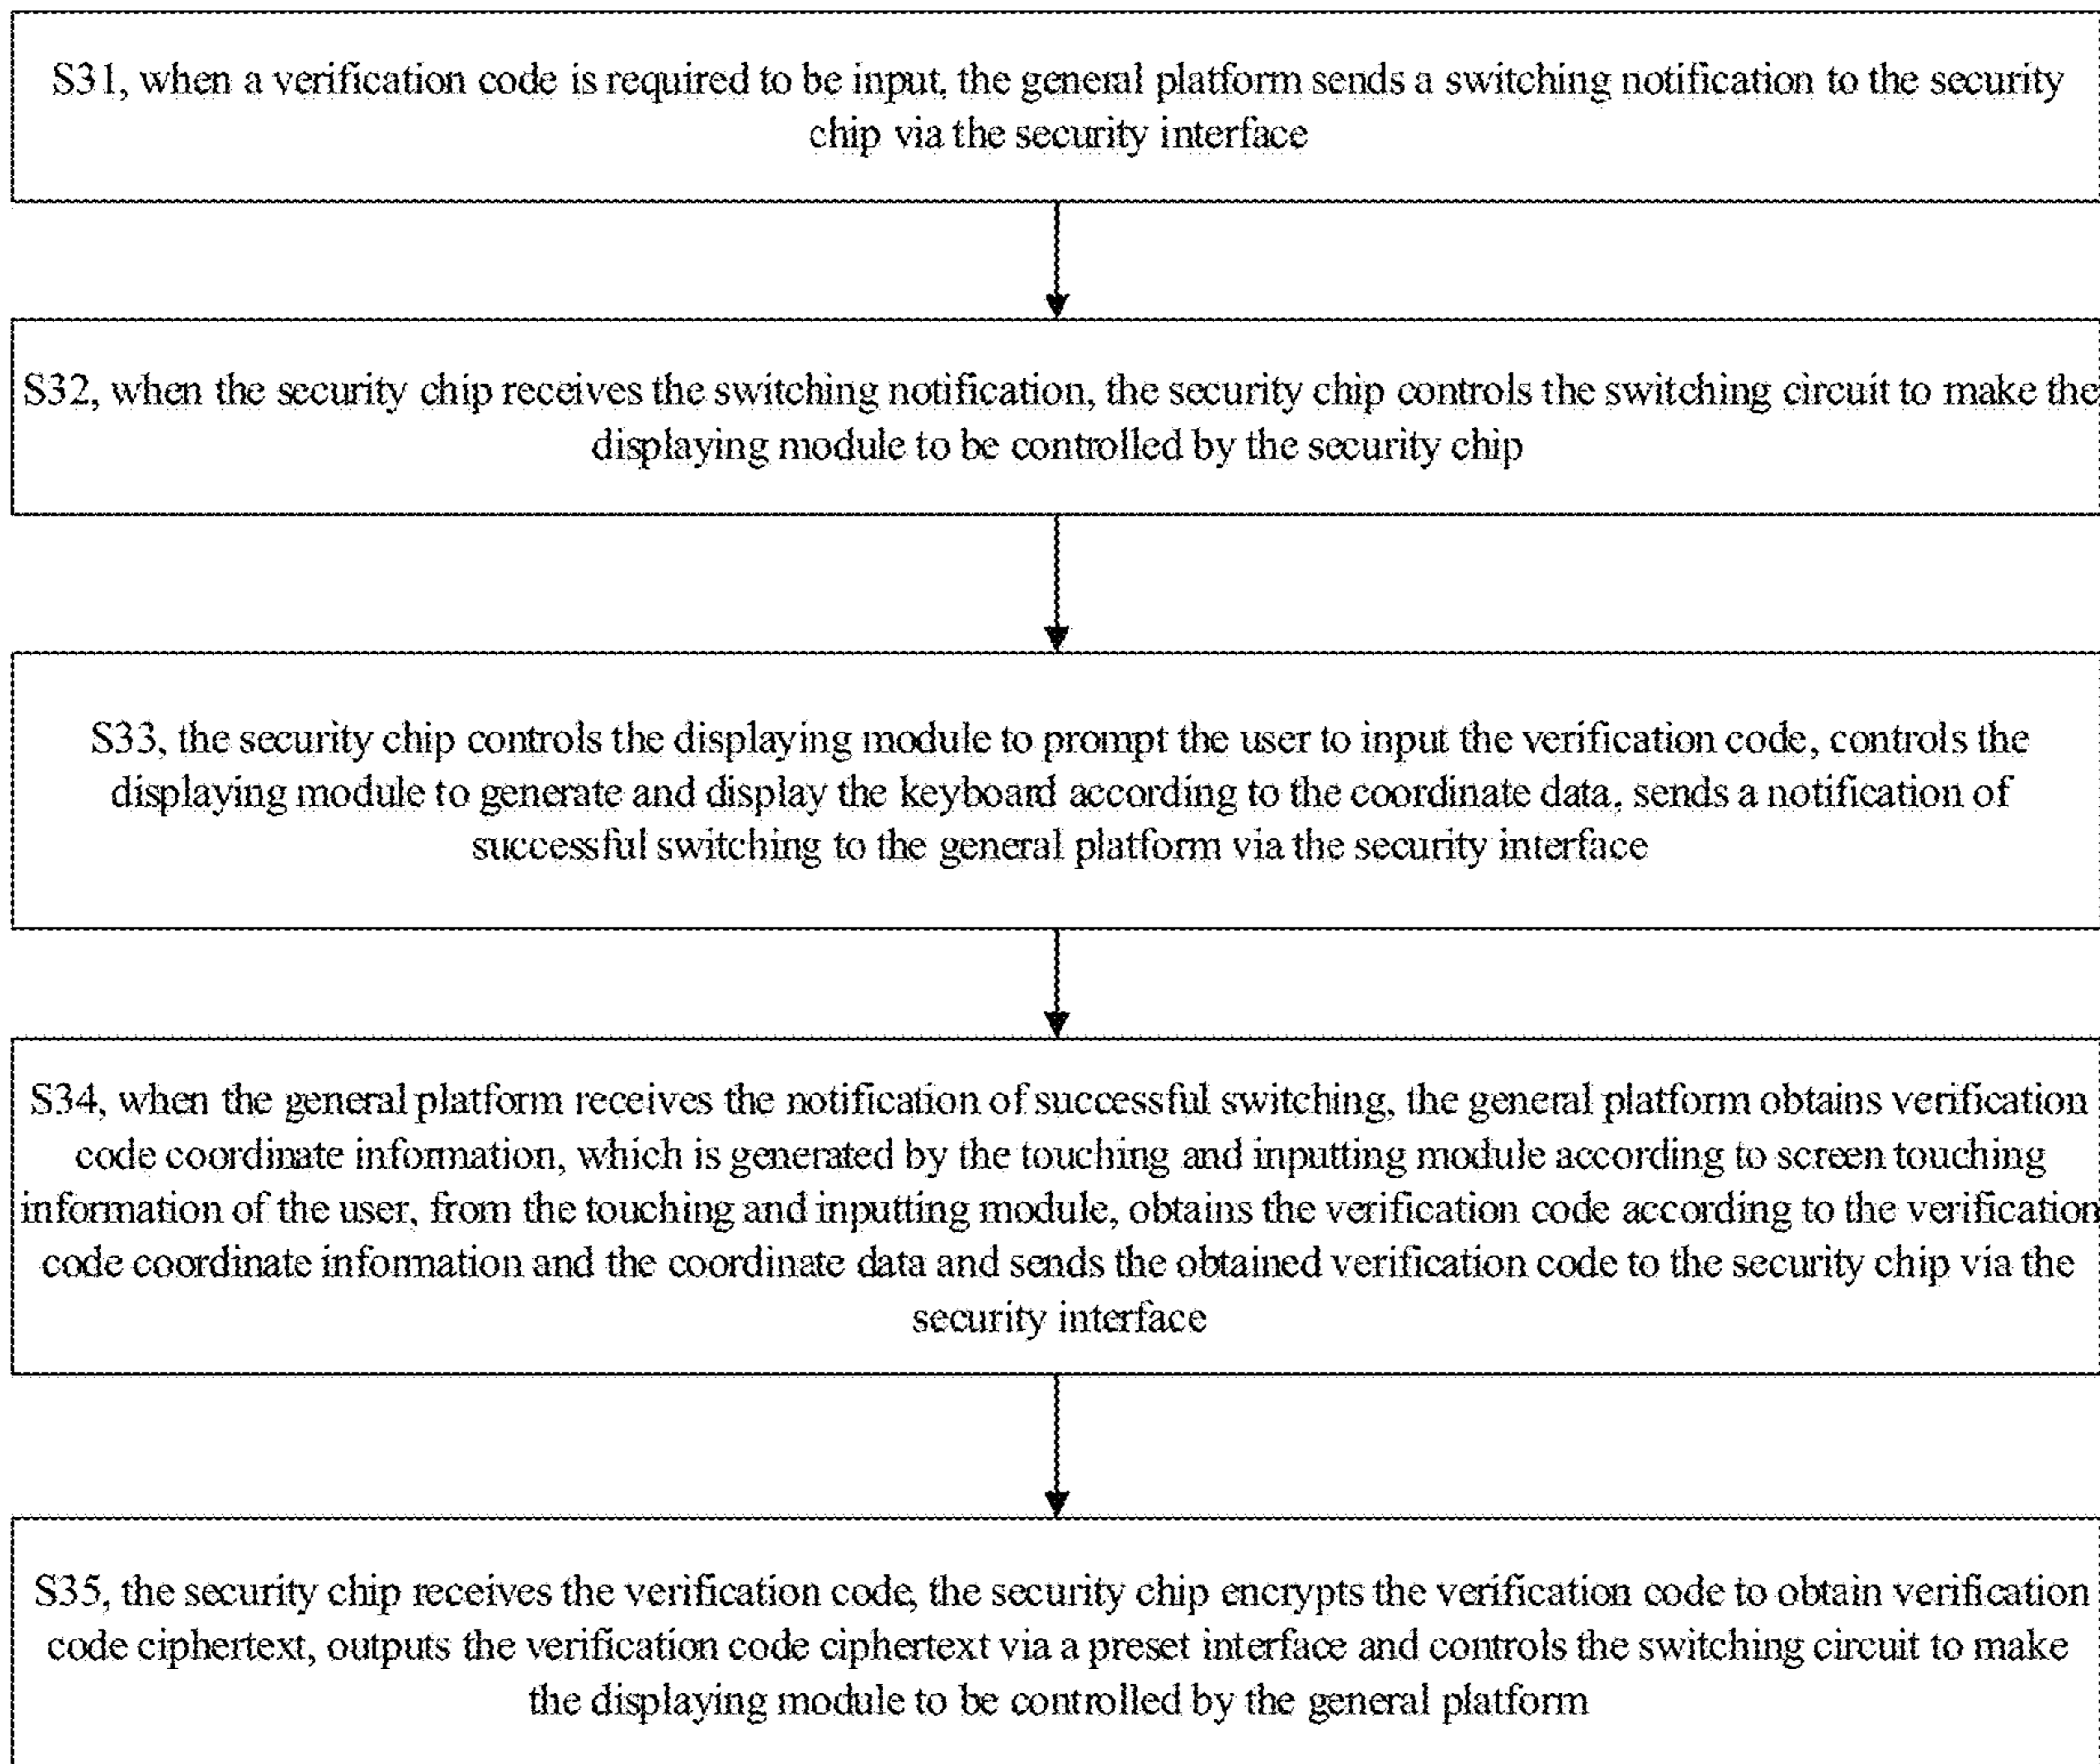 S31, when a verification code is required to be input, the general platform sends a switching notification to the security
chip via the security interface
S32, when the security chip receives the switching notification, the security chip controls the switching circuit to make the
displaying module to be controlled by the security chip
S33, the security chip controls the displaying module to prompt the user to input the verification code, controls the
displaying module to generate and display the keyboard according to the coordinate data, sends a notification of
successful switching to the general platform via the security interface
S34, when the general platform receives the notification of successful switching, the general platform obtains verification
code coordinate information, which is generated by the touching and inputting module according to screen touching
information of the user, from the touching and inputting module, obtains the verification code according to the verification
code coordinate information and the coordinate data and sends the obtained verification code to the security chip via the
security interface
S35, the security chip receives the verification code, the security chip encrypts the verification code to obtain verification
code ciphertext, outputs the verification code ciphertext via a preset interface and controls the switching circuit to make
the displaying module to be controlled by the general platform